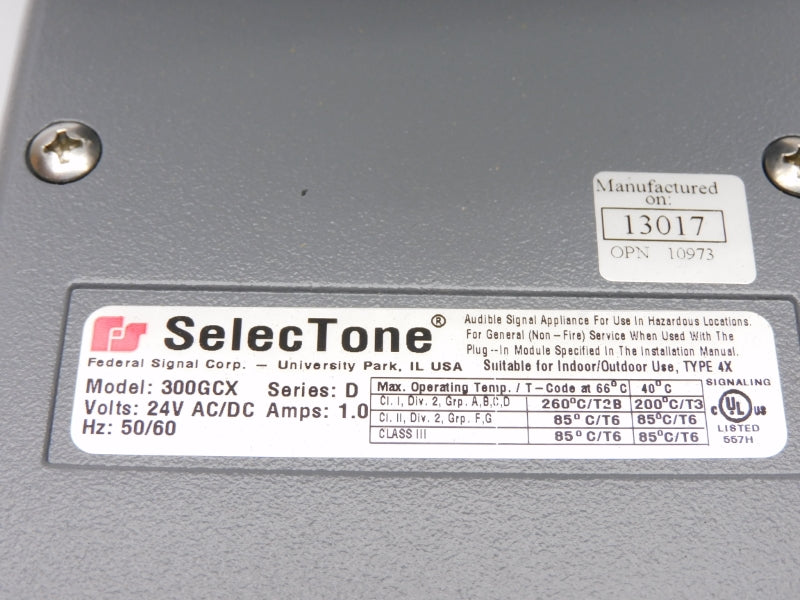 Manufactured
on:
13017
OPN 10973
FS SelecTone®
Federal Signal Corp. – University Park, IL USA
Audible Signal Appliance For Use In Hazardous Locations.
For General (Non-Fire) Service When Used With The
Plug--In Module Specified In The Installation Manual.
Suitable for Indoor/Outdoor Use, TYPE 4X
Model: 300GCX Series: D
Volts: 24V AC/DC Amps: 1.0
Hz: 50/60
Max. Operating Temp. / T-Code at 66°C 40°C
Cl. I, Div. 2, Grp. A,B,C,D 260°C/T2B 200°C/T3
Cl. II, Div. 2, Grp. F,G 85°C/T6 85°C/T6
CLASS III 85°C/T6 85°C/T6
SIGNALING
c UL us
LISTED
557H